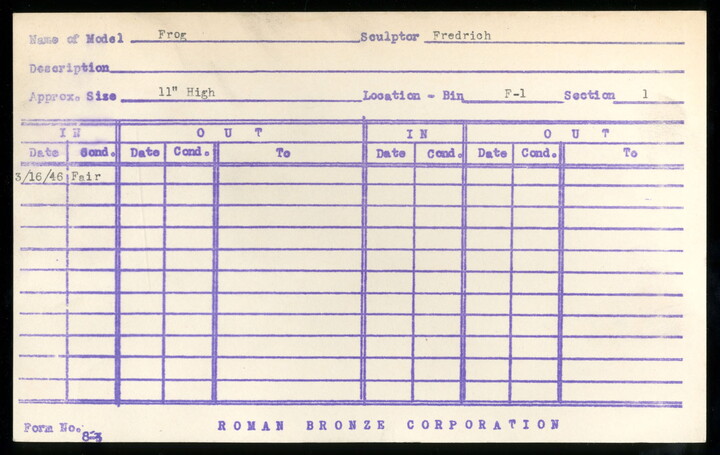 Name of Model Frog Sculptor Fredrich
Description
Approx. Size 11" High Location - Bin F-1 Section 1
IN OUT IN OUT
Date Cond. Date Cond. To Date Cond. Date Cond. To
3/16/46 Fair
Form No. 8-3 ROMAN BRONZE CORPORATION